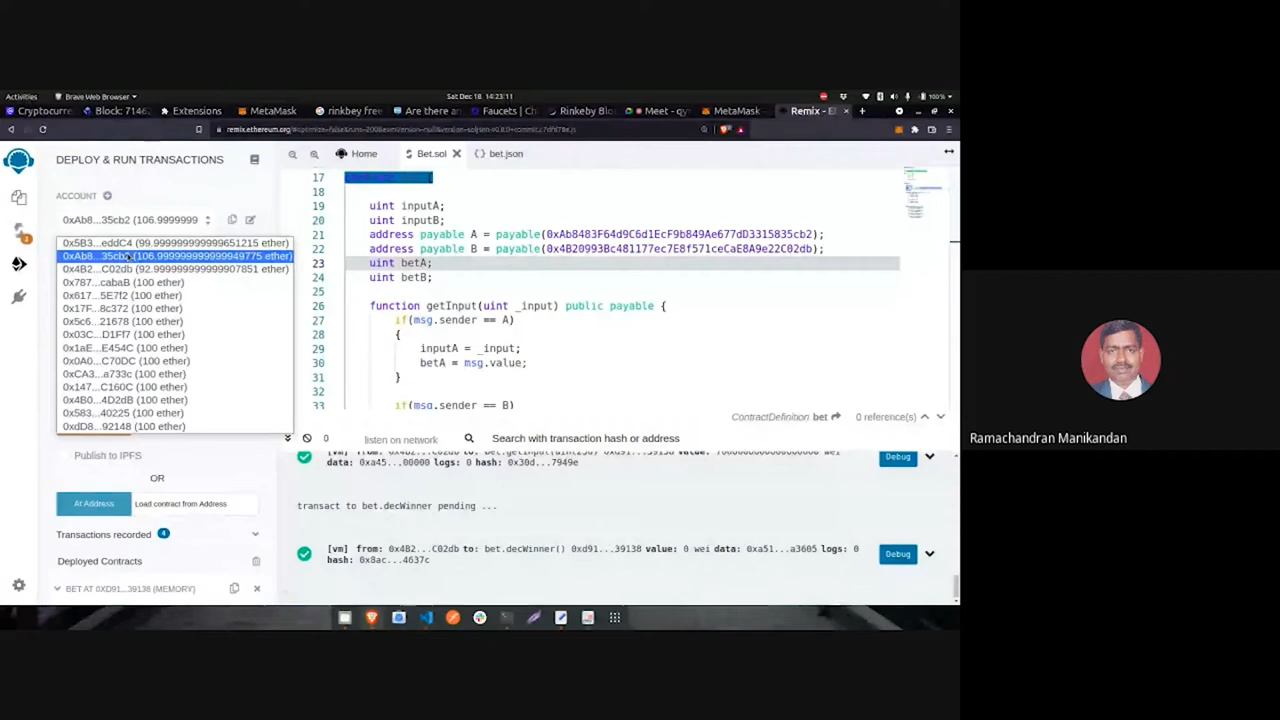 Activities
Brave Web Browser
Sat Dec 18 14:23:11
100%
Cryptocurre
Block: 7146
Extensions
MetaMask
rinkbey free
Are there a
Faucets | Ch
Rinkeby Blo
Meet - qy
MetaMask
Remix - E
DEPLOY & RUN TRANSACTIONS
Home
Bet.sol
bet.json
ACCOUNT
0xAb8...35cb2 (106.9999999
0x5B3...eddC4 (99.999999999999651215 ether)
0xAb8...35cb2 (106.999999999999949775 ether)
0x4B2...C02db (92.999999999999907851 ether)
0x787...cabaB (100 ether)
0x617...5E7f2 (100 ether)
0x17F...8c372 (100 ether)
0x5c6...21678 (100 ether)
0x03C...D1Ff7 (100 ether)
0x1aE...E454C (100 ether)
0x0A0...C70DC (100 ether)
0xCA3...a733c (100 ether)
0x147...C160C (100 ether)
0x4B0...4D2dB (100 ether)
0x583...40225 (100 ether)
0xdD8...92148 (100 ether)
Publish to IPFS
OR
At Address
Load contract from Address
Transactions recorded 4
Deployed Contracts
BET AT 0XD91...39138 (MEMORY)
17
18
19 uint inputA;
20 uint inputB;
21 address payable A = payable(0xAb8483F64d9C6d1EcF9b849Ae677dD3315835cb2);
22 address payable B = payable(0x4B20993Bc481177ec7E8f571ceCaE8A9e22C02db);
23 uint betA;
24 uint betB;
25
26 function getInput(uint _input) public payable {
27 if(msg.sender == A)
28 {
29 inputA = _input;
30 betA = msg.value;
31 }
32
33 if(msg.sender == B)
ContractDefinition bet
0 reference(s)
0
listen on network
Search with transaction hash or address
data: 0xa45...00000 logs: 0 hash: 0x30d...7949e
Debug
transact to bet.decWinner pending ...
[vm] from: 0x4B2...C02db to: bet.decWinner() 0xd91...39138 value: 0 wei data: 0xa51...a3605 logs: 0
hash: 0x8ac...4637c
Debug
Ramachandran Manikandan